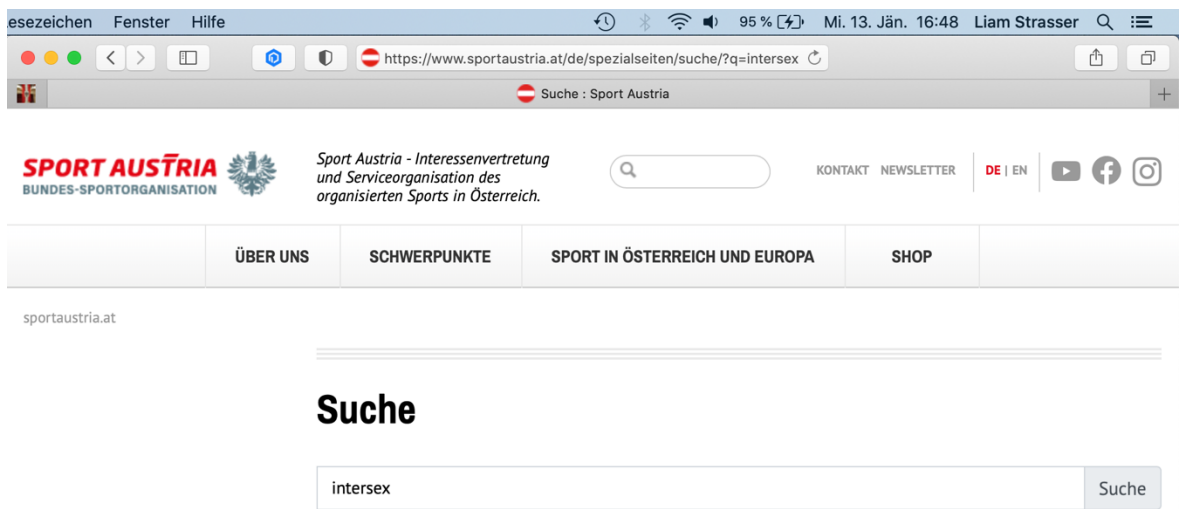 esezeichen Fenster Hilfe 95 % Mi. 13. Jän. 16:48 Liam Strasser
https://www.sportaustria.at/de/spezialseiten/suche/?q=intersex
Suche : Sport Austria
SPORT AUSTRIA
BUNDES-SPORTORGANISATION
Sport Austria - Interessenvertretung
und Serviceorganisation des
organisierten Sports in Österreich.
KONTAKT NEWSLETTER DE | EN
ÜBER UNS SCHWERPUNKTE SPORT IN ÖSTERREICH UND EUROPA SHOP
sportaustria.at
Suche
intersex Suche